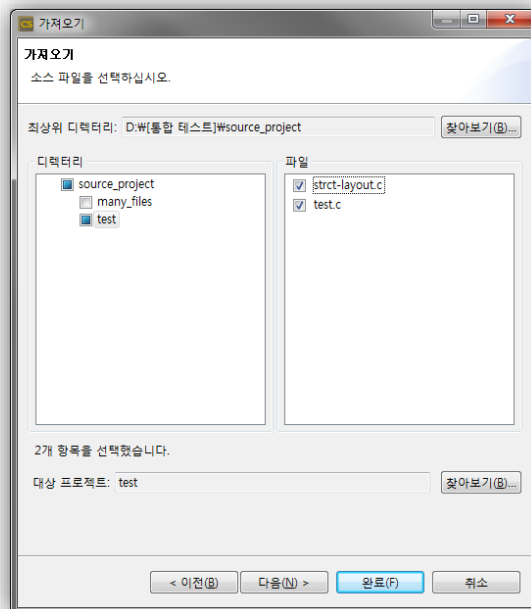 CS 가져오기
가져오기
소스 파일을 선택하십시오.
최상위 디렉터리: D:₩[통합 테스트]₩source_project 찾아보기(B)...
디렉터리
source_project
many_files
test
파일
strct-layout.c
test.c
2개 항목을 선택했습니다.
대상 프로젝트: test 찾아보기(B)...
< 이전(B) 다음(N) > 완료(F) 취소